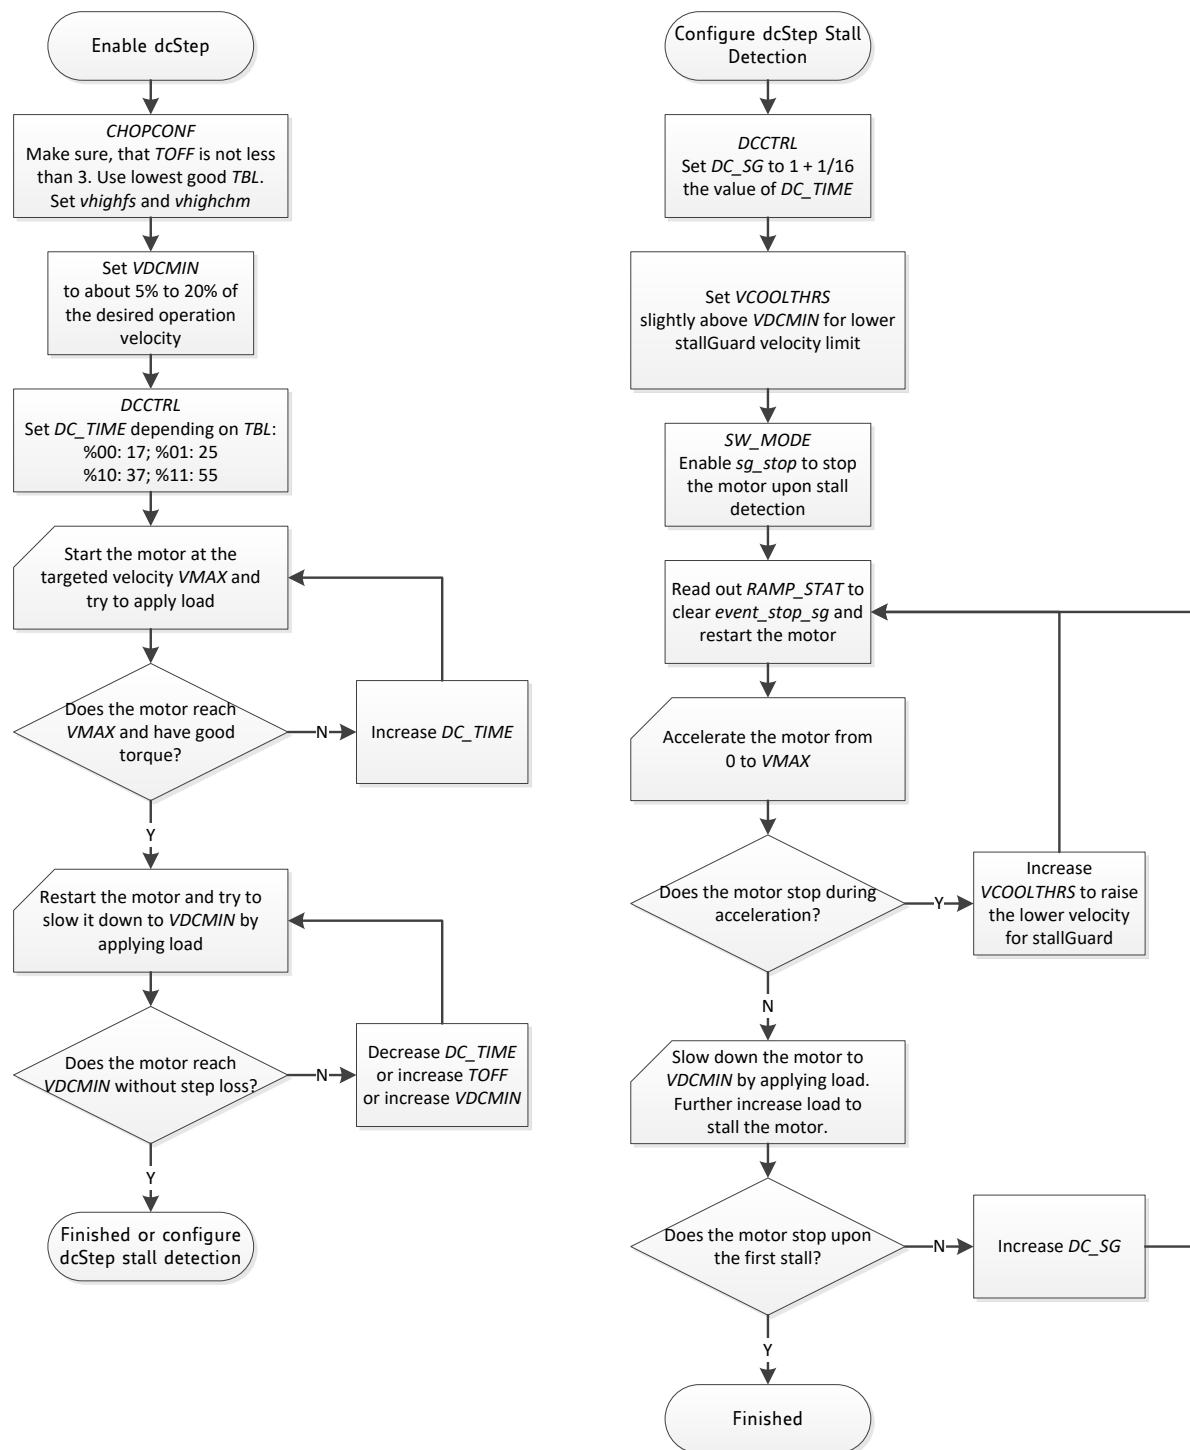 Enable dcStep
CHOPCONF
Make sure, that TOFF is not less
than 3. Use lowest good TBL.
Set vhighfs and vhighchm
Set VDCMIN
to about 5% to 20% of
the desired operation
velocity
DCCTRL
Set DC_TIME depending on TBL:
%00: 17; %01: 25
%10: 37; %11: 55
Start the motor at the
targeted velocity VMAX and
try to apply load
Does the motor reach
VMAX and have good
torque?
N
Increase DC_TIME
Y
Restart the motor and try to
slow it down to VDCMIN by
applying load
Does the motor reach
VDCMIN without step loss?
N
Decrease DC_TIME
or increase TOFF
or increase VDCMIN
Y
Finished or configure
dcStep stall detection
Configure dcStep Stall
Detection
DCCTRL
Set DC_SG to 1 + 1/16
the value of DC_TIME
Set VCOOLTHRS
slightly above VDCMIN for lower
stallGuard velocity limit
SW_MODE
Enable sg_stop to stop
the motor upon stall
detection
Read out RAMP_STAT to
clear event_stop_sg and
restart the motor
Accelerate the motor from
0 to VMAX
Does the motor stop during
acceleration?
Y
Increase
VCOOLTHRS to raise
the lower velocity
for stallGuard
N
Slow down the motor to
VDCMIN by applying load.
Further increase load to
stall the motor.
Does the motor stop upon
the first stall?
N
Increase DC_SG
Y
Finished